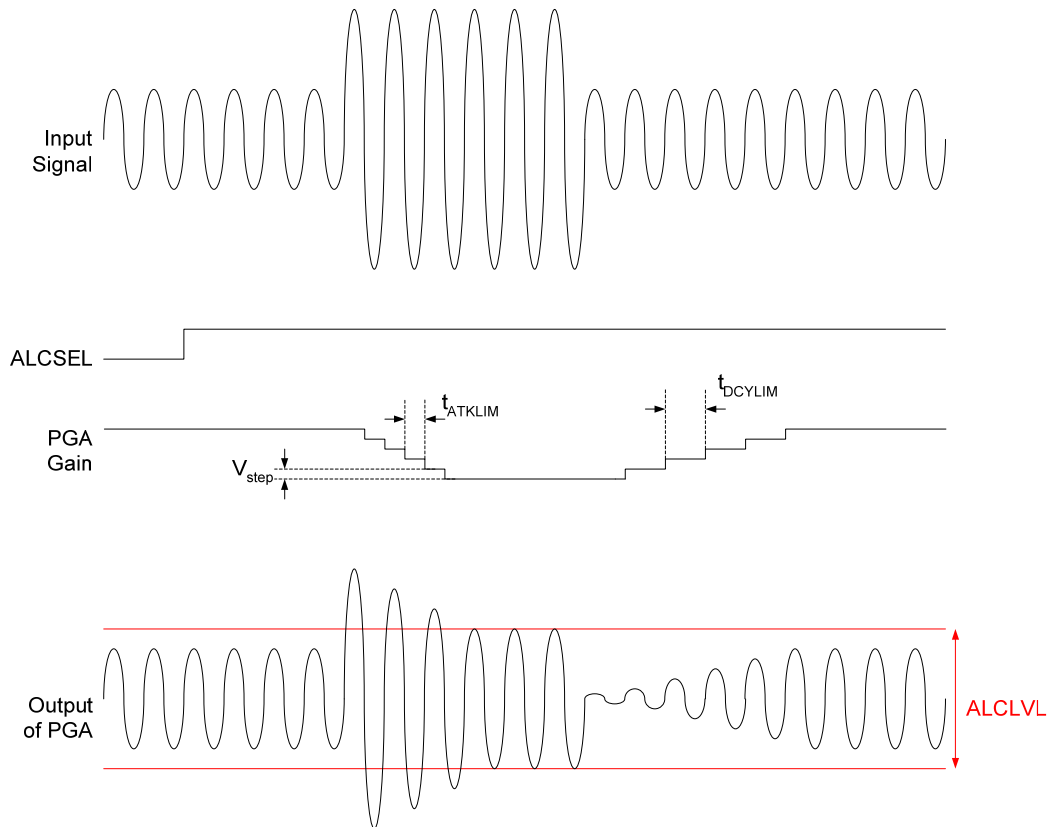 Input
Signal
ALCSEL
tDCYLIM
tATKLIM
PGA
Gain
Vstep
Output
of PGA
ALCLVL